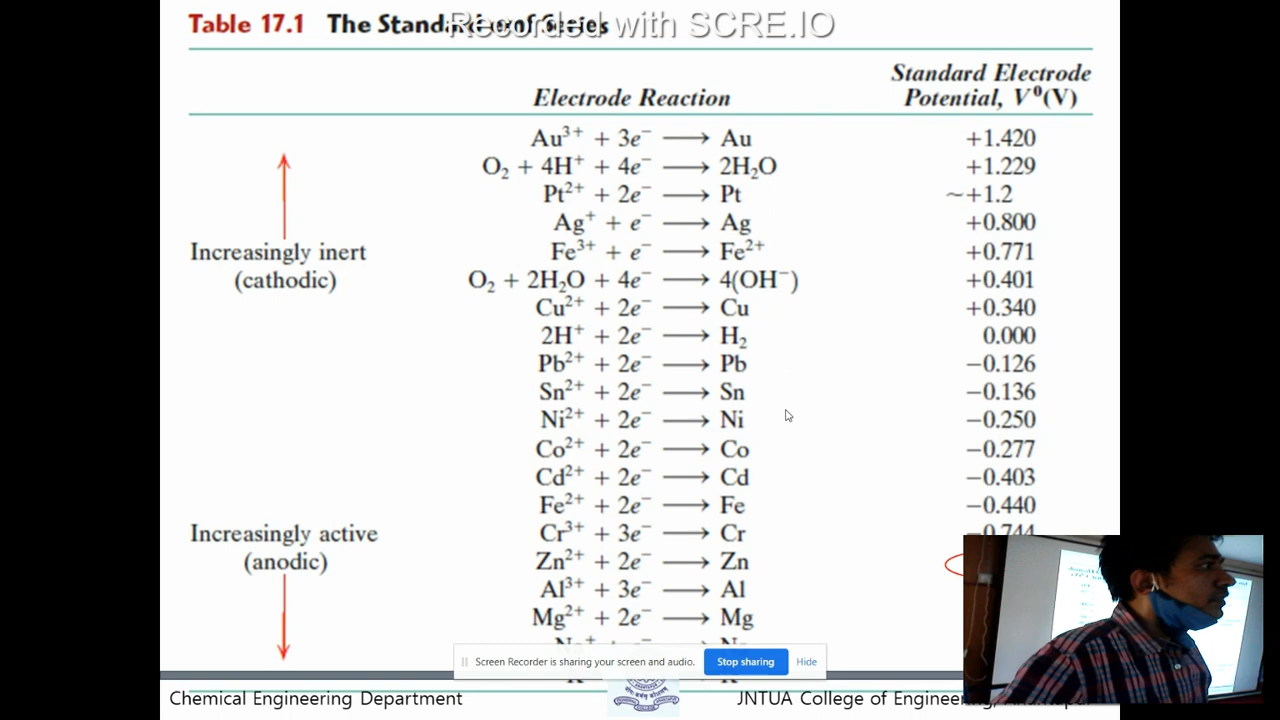 Table 17.1 The Standard emf Series
Recorded with SCRE.IO
Electrode Reaction
Standard Electrode
Potential, V⁰(V)
Au³⁺ + 3e⁻ ⟶ Au +1.420
O₂ + 4H⁺ + 4e⁻ ⟶ 2H₂O +1.229
Pt²⁺ + 2e⁻ ⟶ Pt ~+1.2
Ag⁺ + e⁻ ⟶ Ag +0.800
Fe³⁺ + e⁻ ⟶ Fe²⁺ +0.771
O₂ + 2H₂O + 4e⁻ ⟶ 4(OH⁻) +0.401
Cu²⁺ + 2e⁻ ⟶ Cu +0.340
2H⁺ + 2e⁻ ⟶ H₂ 0.000
Pb²⁺ + 2e⁻ ⟶ Pb −0.126
Sn²⁺ + 2e⁻ ⟶ Sn −0.136
Ni²⁺ + 2e⁻ ⟶ Ni −0.250
Co²⁺ + 2e⁻ ⟶ Co −0.277
Cd²⁺ + 2e⁻ ⟶ Cd −0.403
Fe²⁺ + 2e⁻ ⟶ Fe −0.440
Cr³⁺ + 3e⁻ ⟶ Cr −0.744
Zn²⁺ + 2e⁻ ⟶ Zn
Al³⁺ + 3e⁻ ⟶ Al
Mg²⁺ + 2e⁻ ⟶ Mg
Increasingly inert
(cathodic)
Increasingly active
(anodic)
Screen Recorder is sharing your screen and audio.
Stop sharing
Hide
Chemical Engineering Department
JNTUA College of Engineering,